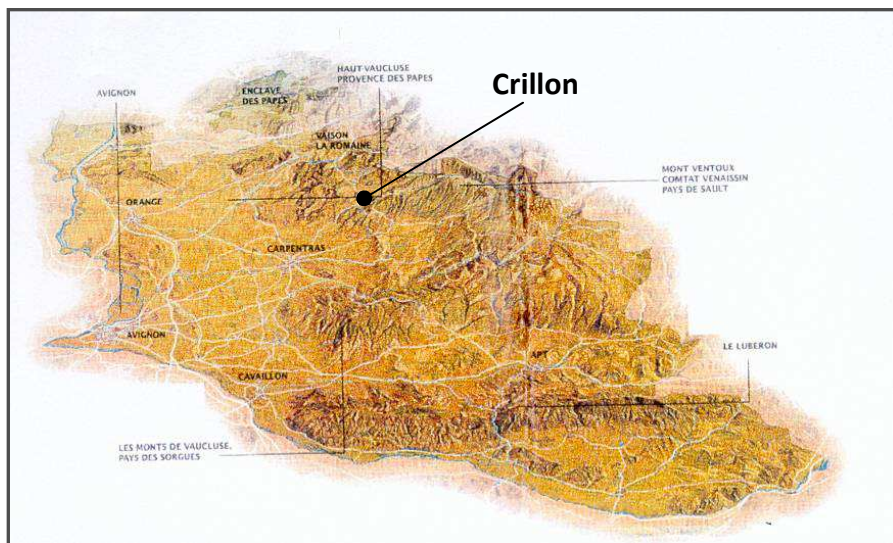 HAUT VAUCLUSE
PROVENCE DES PAPES
Crillon
AVIGNON
ENCLAVE
DES PAPES
VAISON
LA ROMAINE
MONT VENTOUX
COMTAT VENAISSIN
PAYS DE SAULT
ORANGE
CARPENTRAS
AVIGNON
APT
LE LUBERON
CAVAILLON
LES MONTS DE VAUCLUSE,
PAYS DES SORGUES